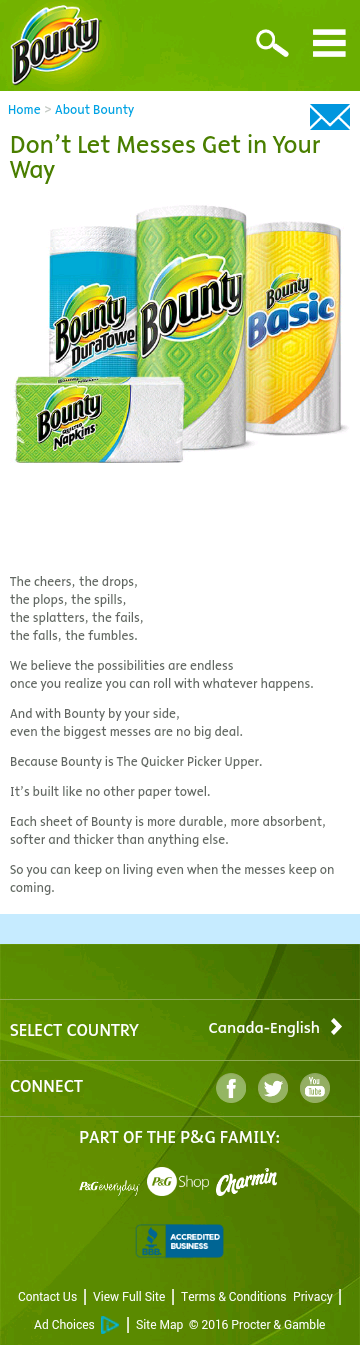 Bounty
Home > About Bounty
Don't Let Messes Get in Your
Way
Bounty
DuraTowel
Bounty
Bounty
Basic
Bounty
QUILTED
Napkins
The cheers, the drops,
the plops, the spills,
the splatters, the fails,
the falls, the fumbles.
We believe the possibilities are endless
once you realize you can roll with whatever happens.
And with Bounty by your side,
even the biggest messes are no big deal.
Because Bounty is The Quicker Picker Upper.
It's built like no other paper towel.
Each sheet of Bounty is more durable, more absorbent,
softer and thicker than anything else.
So you can keep on living even when the messes keep on
coming.
SELECT COUNTRY Canada-English
CONNECT
You
Tube
PART OF THE P&G FAMILY:
P&G everyday P&G Shop Charmin
BBB ACCREDITED
BUSINESS
Contact Us | View Full Site | Terms & Conditions Privacy |
Ad Choices | Site Map © 2016 Procter & Gamble